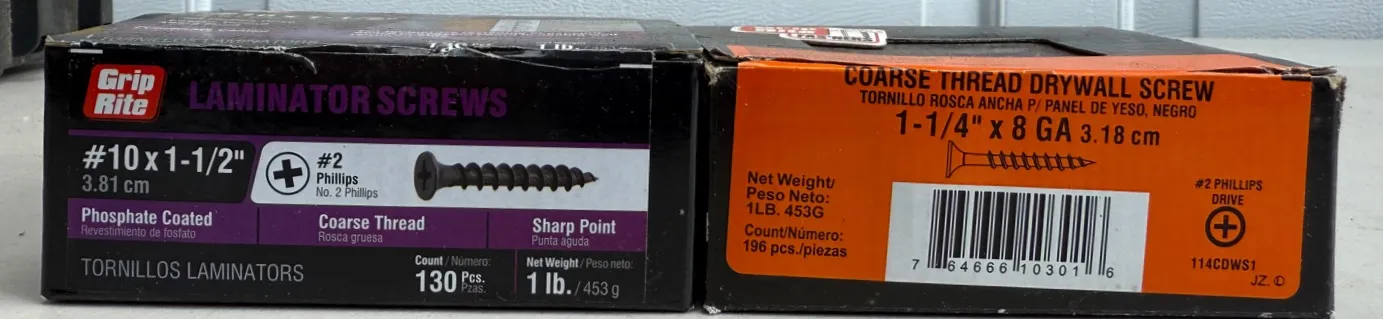 1 lb.
Grip
Rite
LAMINATOR SCREWS
#10 x 1-1/2"
3.81 cm
#2
Phillips
No. 2 Phillips
Phosphate Coated
Revestimiento de fosfato
Coarse Thread
Rosca gruesa
Sharp Point
Punta aguda
TORNILLOS LAMINATORS
Count / Número:
130 Pcs.
Pzas.
Net Weight / Peso neto:
1 lb. / 453 g
COARSE THREAD DRYWALL SCREW
TORNILLO ROSCA ANCHA P/ PANEL DE YESO, NEGRO
1-1/4" x 8 GA 3.18 cm
Net Weight/
Peso Neto:
1LB. 453G
Count/Número:
196 pcs./piezas
7 64666 10301 6
#2 PHILLIPS
DRIVE
114CDWS1
JZ.